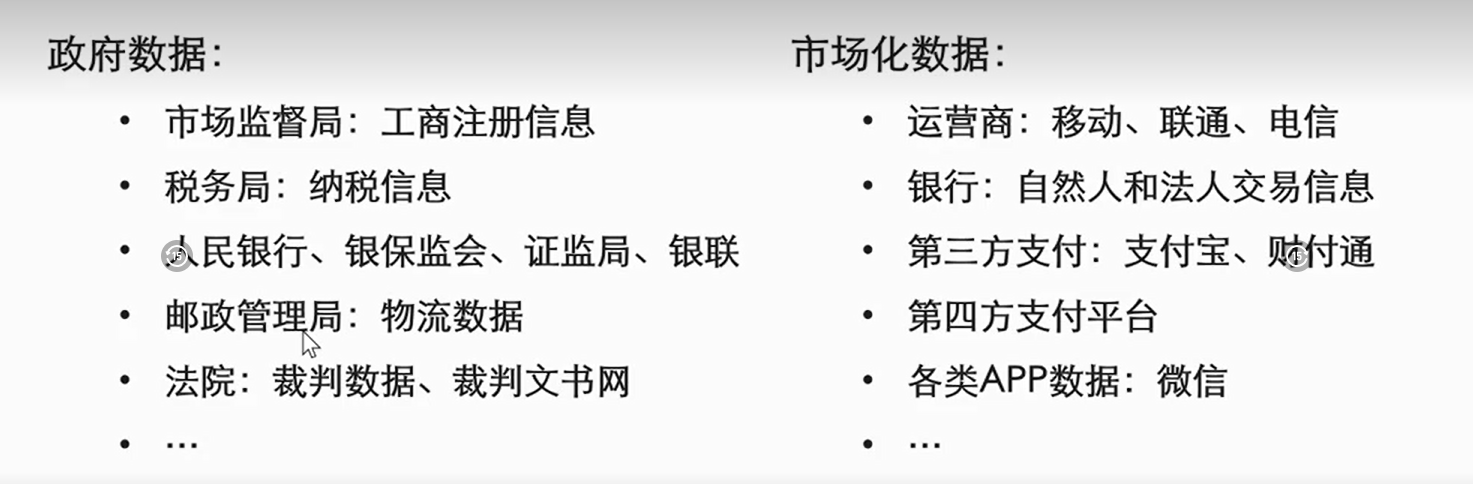 政府数据：
• 市场监督局：工商注册信息
• 税务局：纳税信息
• 人民银行、银保监会、证监局、银联
• 邮政管理局：物流数据
• 法院：裁判数据、裁判文书网
• …
市场化数据：
• 运营商：移动、联通、电信
• 银行：自然人和法人交易信息
• 第三方支付：支付宝、财付通
• 第四方支付平台
• 各类APP数据：微信
• …
15
15